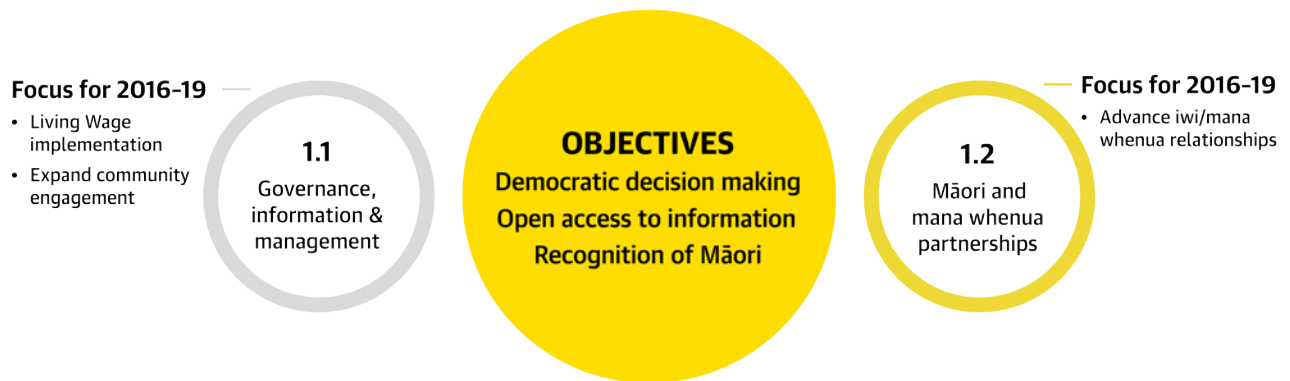 Focus for 2016–19
• Living Wage
implementation
• Expand community
engagement
1.1
Governance,
information &
management
OBJECTIVES
Democratic decision making
Open access to information
Recognition of Māori
1.2
Māori and
mana whenua
partnerships
Focus for 2016–19
• Advance iwi/mana
whenua relationships